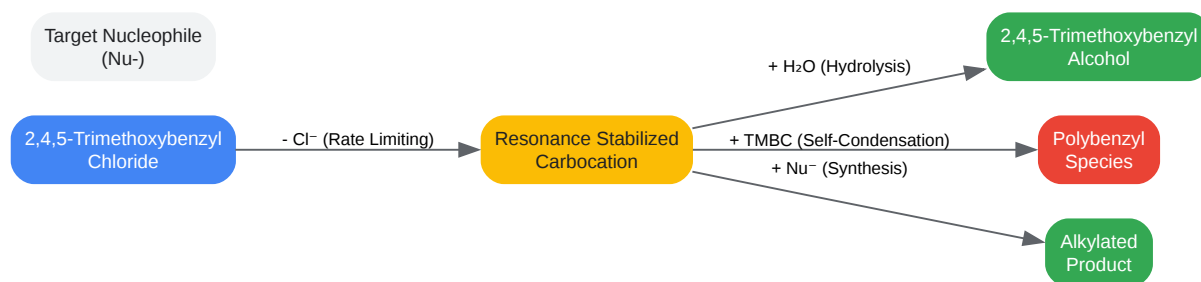 Target Nucleophile
(Nu-)
2,4,5-Trimethoxybenzyl
Chloride
- Cl⁻ (Rate Limiting)
Resonance Stabilized
Carbocation
+ H₂O (Hydrolysis)
+ TMBC (Self-Condensation)
+ Nu⁻ (Synthesis)
2,4,5-Trimethoxybenzyl
Alcohol
Polybenzyl
Species
Alkylated
Product